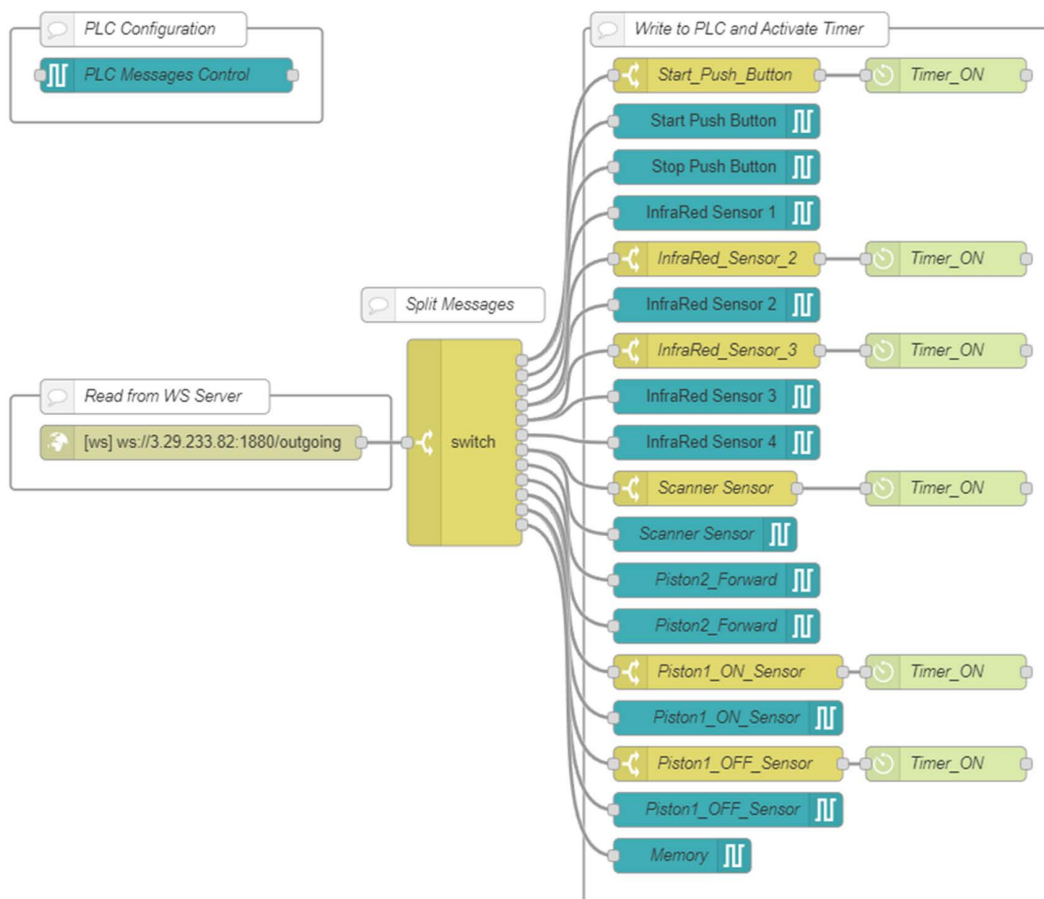 PLC Configuration
PLC Messages Control
Write to PLC and Activate Timer
Start_Push_Button
Timer_ON
Start Push Button
Stop Push Button
InfraRed Sensor 1
InfraRed_Sensor_2
Timer_ON
Split Messages
InfraRed Sensor 2
InfraRed_Sensor_3
Timer_ON
Read from WS Server
InfraRed Sensor 3
[ws] ws://3.29.233.82:1880/outgoing
switch
InfraRed Sensor 4
Scanner Sensor
Timer_ON
Scanner Sensor
Piston2_Forward
Piston2_Forward
Piston1_ON_Sensor
Timer_ON
Piston1_ON_Sensor
Piston1_OFF_Sensor
Timer_ON
Piston1_OFF_Sensor
Memory